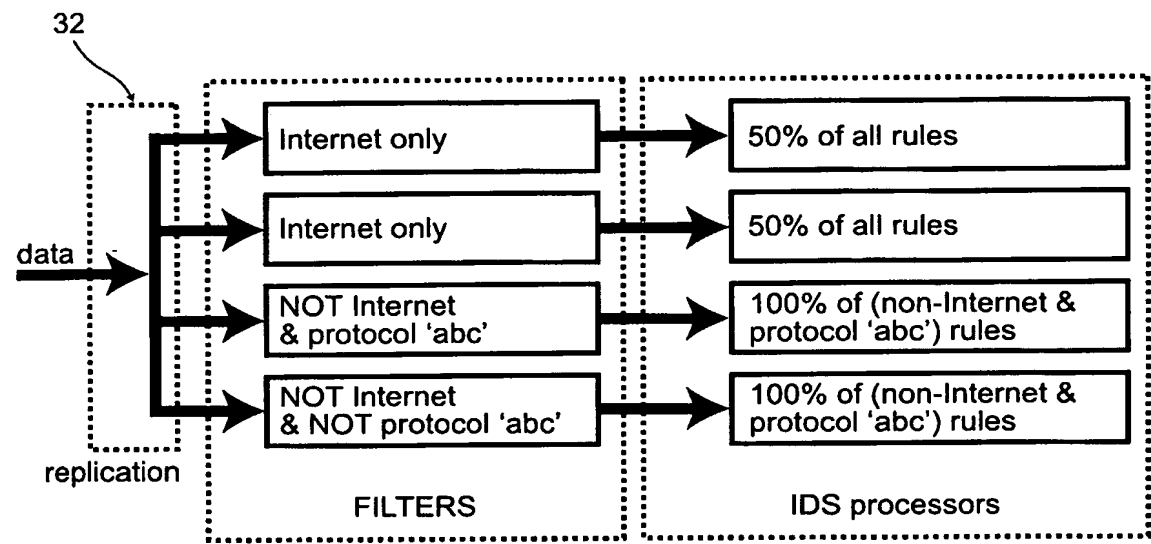 32
Internet only
50% of all rules
Internet only
50% of all rules
data
NOT Internet
& protocol ‘abc’
100% of (non-Internet &
protocol ‘abc’) rules
NOT Internet
& NOT protocol ‘abc’
100% of (non-Internet &
protocol ‘abc’) rules
replication
FILTERS
IDS processors